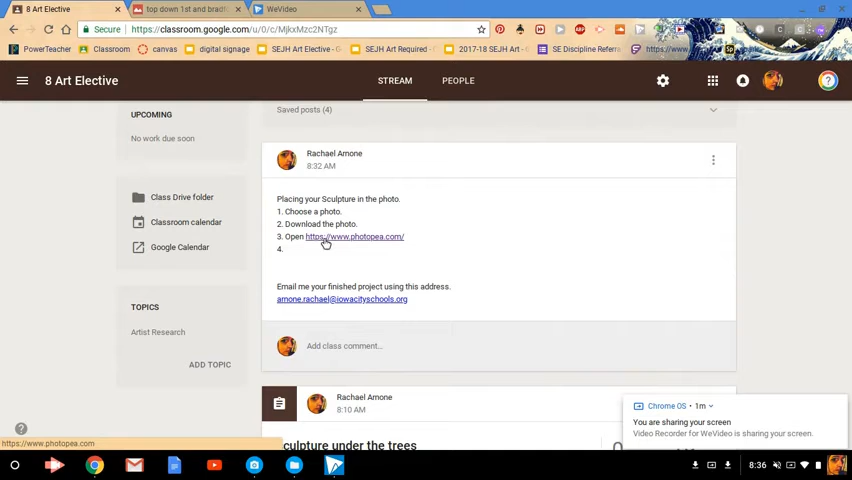 8 Art Elective
top down 1st and bradf
WeVideo
Secure
https://classroom.google.com/u/0/c/MjkxMzc2NTgz
PowerTeacher
Classroom
canvas
digital signage
SEJH Art Elective - G
SEJH Art Required - F
2017-18 SEJH Art -
SE Discipline Referra
8 Art Elective
STREAM
PEOPLE
Saved posts (4)
UPCOMING
No work due soon
Class Drive folder
Classroom calendar
Google Calendar
TOPICS
Artist Research
ADD TOPIC
Rachael Arnone
8:32 AM
Placing your Sculpture in the photo.
1. Choose a photo.
2. Download the photo.
3. Open https://www.photopea.com/
4.
Email me your finished project using this address.
arnone.rachael@iowacityschools.org
Add class comment...
Rachael Arnone
8:10 AM
culpture under the trees
Chrome OS • 1m
You are sharing your screen
Video Recorder for WeVideo is sharing your screen.
https://www.photopea.com
8:36